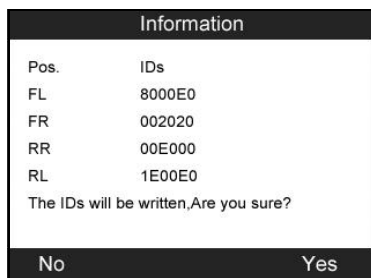 Information
Pos. IDs
FL 8000E0
FR 002020
RR 00E000
RL 1E00E0
The IDs will be written,Are you sure?
No Yes